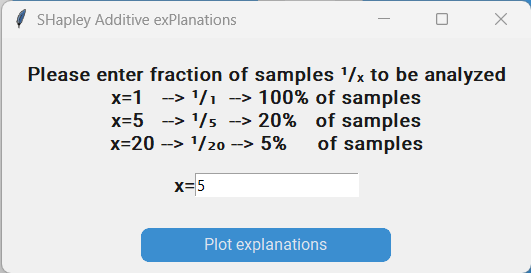 SHapley Additive exPlanations
Please enter fraction of samples ¹/ₓ to be analyzed
x=1 --> ¹/₁ --> 100% of samples
x=5 --> ¹/₅ --> 20% of samples
x=20 --> ¹/₂₀ --> 5% of samples
x=5
Plot explanations